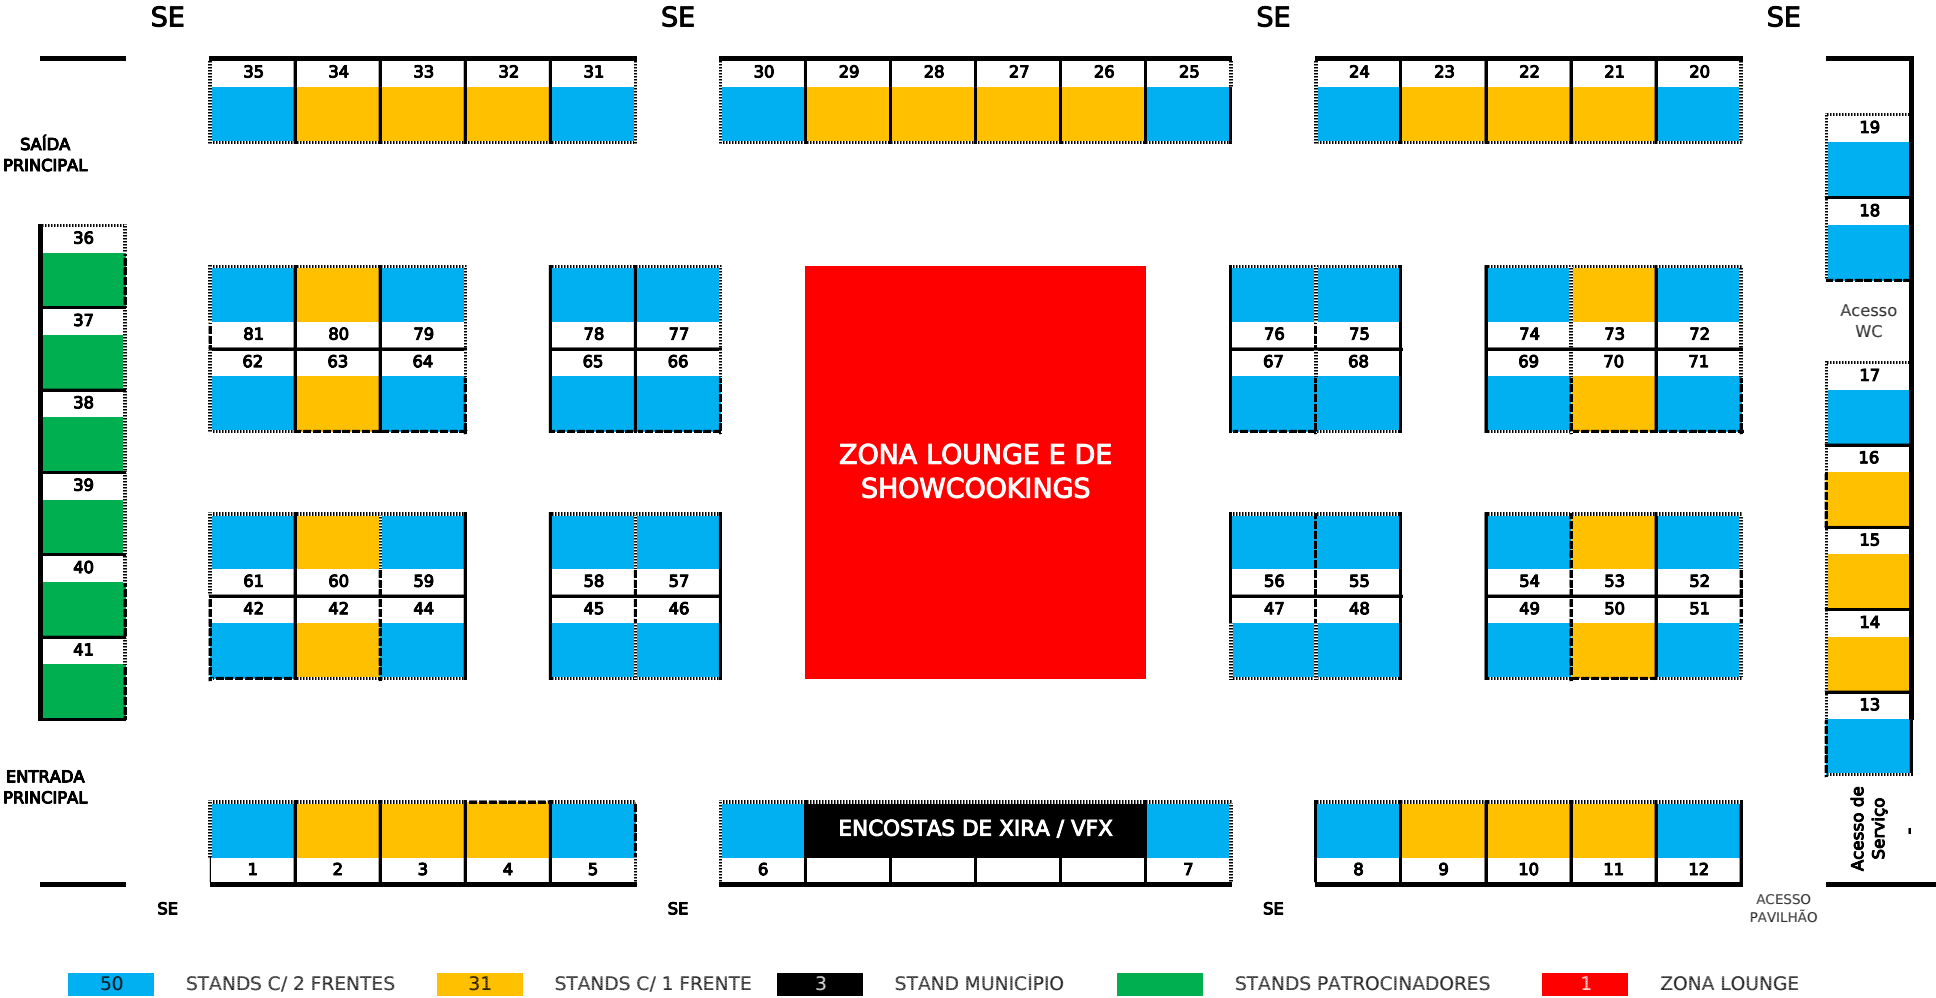 SE SE SE SE
35 34 33 32 31 30 29 28 27 26 25 24 23 22 21 20
19
SAÍDA
PRINCIPAL
18
36
Acesso
WC
37
81 80 79 78 77 76 75 74 73 72
62 63 64 65 66 67 68 69 70 71
17
38
ZONA LOUNGE E DE
SHOWCOOKINGS
16
39
15
40
61 60 59 58 57 56 55 54 53 52
42 42 44 45 46 47 48 49 50 51
14
41
13
ENTRADA
PRINCIPAL
ENCOSTAS DE XIRA / VFX
Acesso de
Serviço
-
1 2 3 4 5 6 7 8 9 10 11 12
SE SE SE
ACESSO
PAVILHÃO
50 STANDS C/ 2 FRENTES 31 STANDS C/ 1 FRENTE 3 STAND MUNICÍPIO STANDS PATROCINADORES 1 ZONA LOUNGE